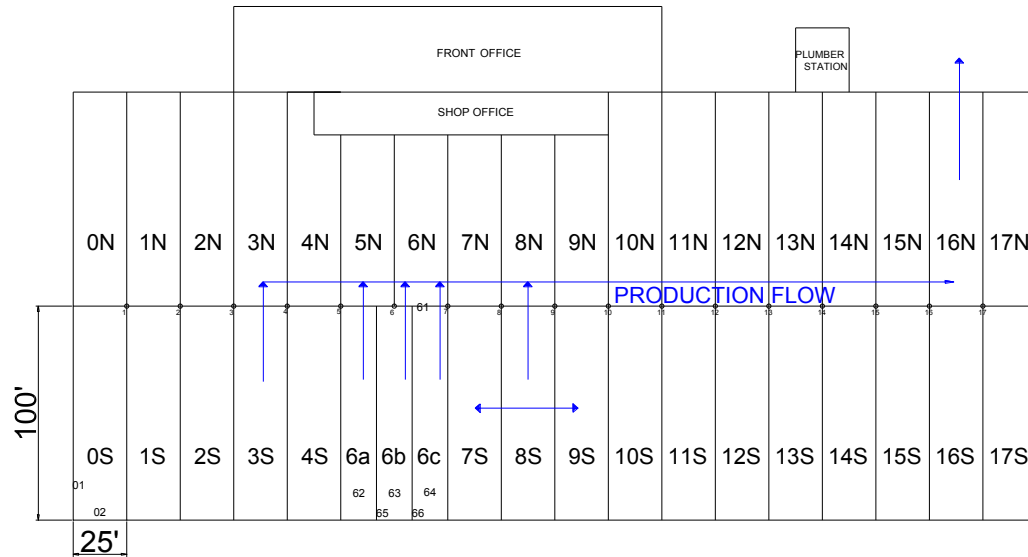 FRONT OFFICE
PLUMBER
STATION
SHOP OFFICE
0N 1N 2N 3N 4N 5N 6N 7N 8N 9N 10N 11N 12N 13N 14N 15N 16N 17N
PRODUCTION FLOW
61
1 2 3 4 5 6 7 8 9 10 11 12 13 14 15 16 17
100'
0S 1S 2S 3S 4S 6a 6b 6c 7S 8S 9S 10S 11S 12S 13S 14S 15S 16S 17S
01
62 63 64
02 65 66
25'